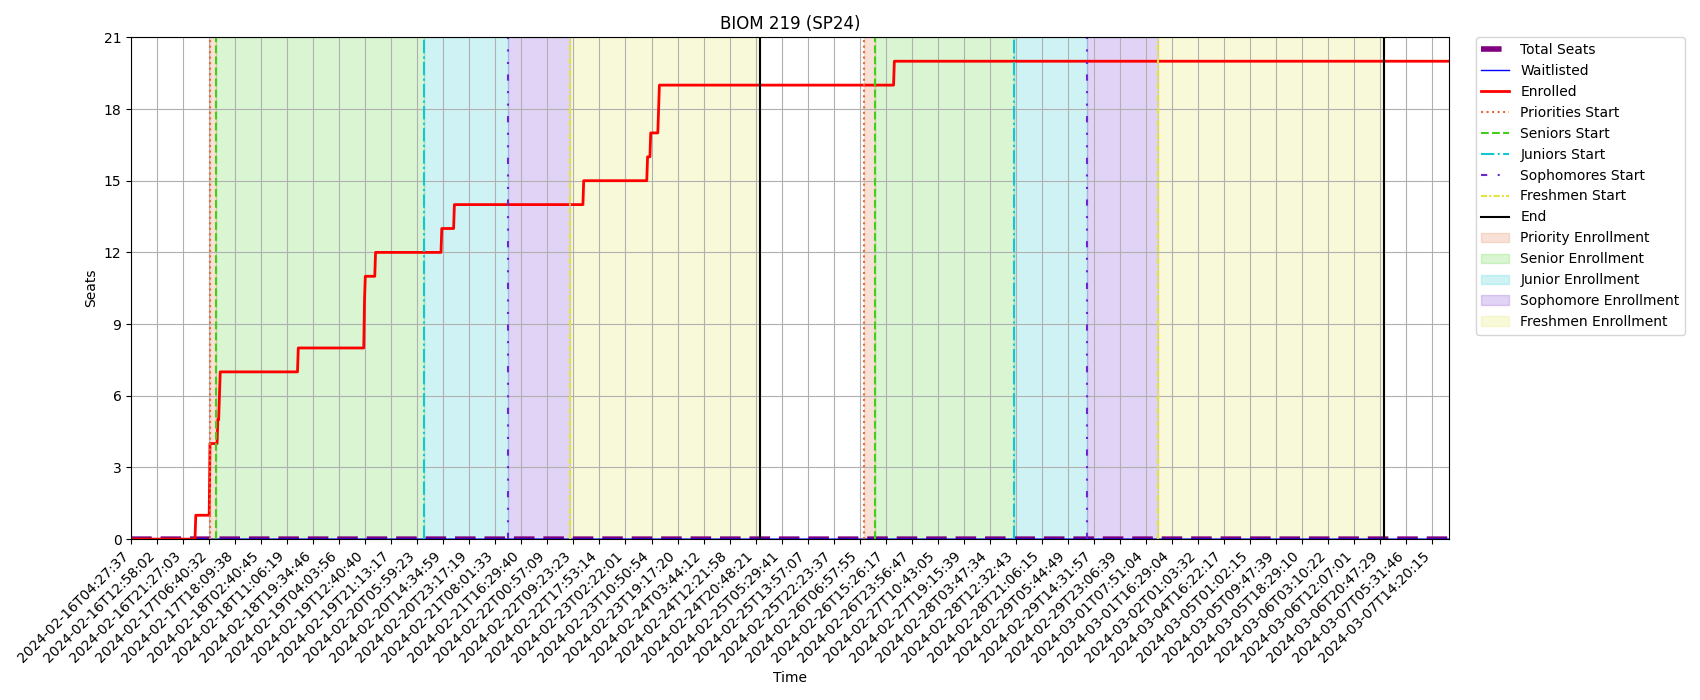 BIOM 219 (SP24)
21
18
15
12
9
6
3
0
Seats
2024-02-16T04:27:37
2024-02-16T12:58:02
2024-02-16T21:27:03
2024-02-17T06:40:32
2024-02-17T18:09:38
2024-02-18T02:40:45
2024-02-18T11:06:19
2024-02-18T19:34:46
2024-02-19T04:03:56
2024-02-19T12:40:40
2024-02-19T21:13:17
2024-02-20T05:59:23
2024-02-20T14:34:59
2024-02-20T23:17:19
2024-02-21T08:01:33
2024-02-21T16:29:40
2024-02-22T00:57:09
2024-02-22T09:23:23
2024-02-22T17:53:14
2024-02-23T02:22:01
2024-02-23T10:50:54
2024-02-23T19:17:20
2024-02-24T03:44:12
2024-02-24T12:21:58
2024-02-24T20:48:21
2024-02-25T05:29:41
2024-02-25T13:57:07
2024-02-25T22:23:37
2024-02-26T06:57:55
2024-02-26T15:26:17
2024-02-26T23:56:47
2024-02-27T10:43:05
2024-02-27T19:15:39
2024-02-28T03:47:34
2024-02-28T12:32:43
2024-02-28T21:06:15
2024-02-29T05:44:49
2024-02-29T14:31:57
2024-02-29T23:06:39
2024-03-01T07:51:04
2024-03-01T16:29:04
2024-03-02T01:03:32
2024-03-04T16:22:17
2024-03-05T01:02:15
2024-03-05T09:47:39
2024-03-05T18:29:10
2024-03-06T03:10:22
2024-03-06T12:07:01
2024-03-06T20:47:29
2024-03-07T05:31:46
2024-03-07T14:20:15
Time
Total Seats
Waitlisted
Enrolled
Priorities Start
Seniors Start
Juniors Start
Sophomores Start
Freshmen Start
End
Priority Enrollment
Senior Enrollment
Junior Enrollment
Sophomore Enrollment
Freshmen Enrollment